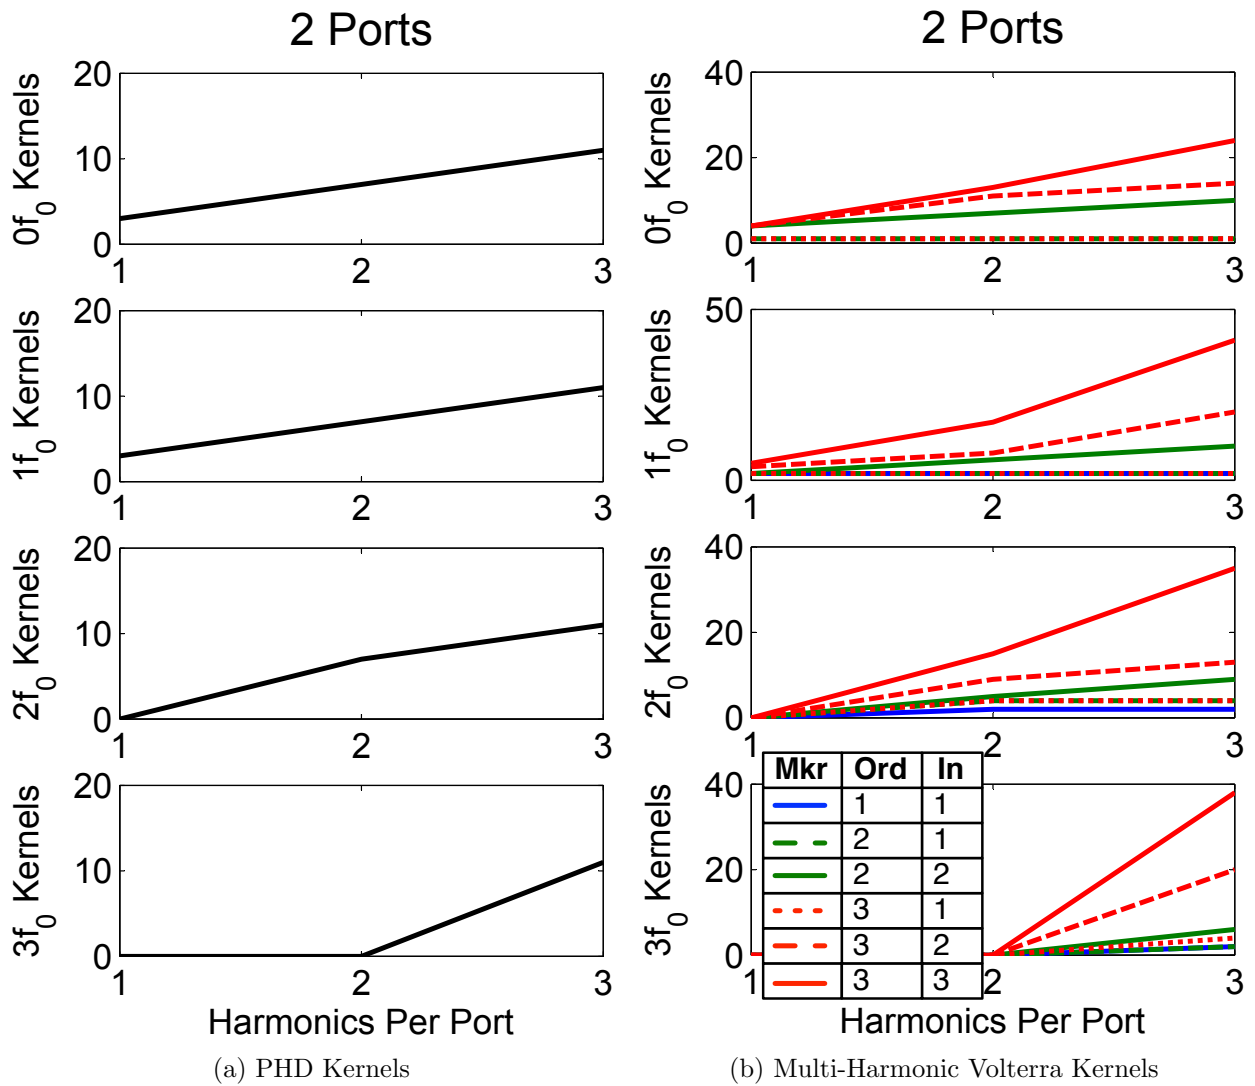 2 Ports
0f0 Kernels
20
10
0
1 2 3
1f0 Kernels
20
10
0
1 2 3
2f0 Kernels
20
10
0
1 2 3
3f0 Kernels
20
10
0
1 2 3
Harmonics Per Port
(a) PHD Kernels
2 Ports
0f0 Kernels
40
20
0
1 2 3
1f0 Kernels
50
0
1 2 3
2f0 Kernels
40
20
0
1 2 3
3f0 Kernels
40
20
0
1 2 3
Mkr Ord In
1 1
2 1
2 2
3 1
3 2
3 3
Harmonics Per Port
(b) Multi-Harmonic Volterra Kernels